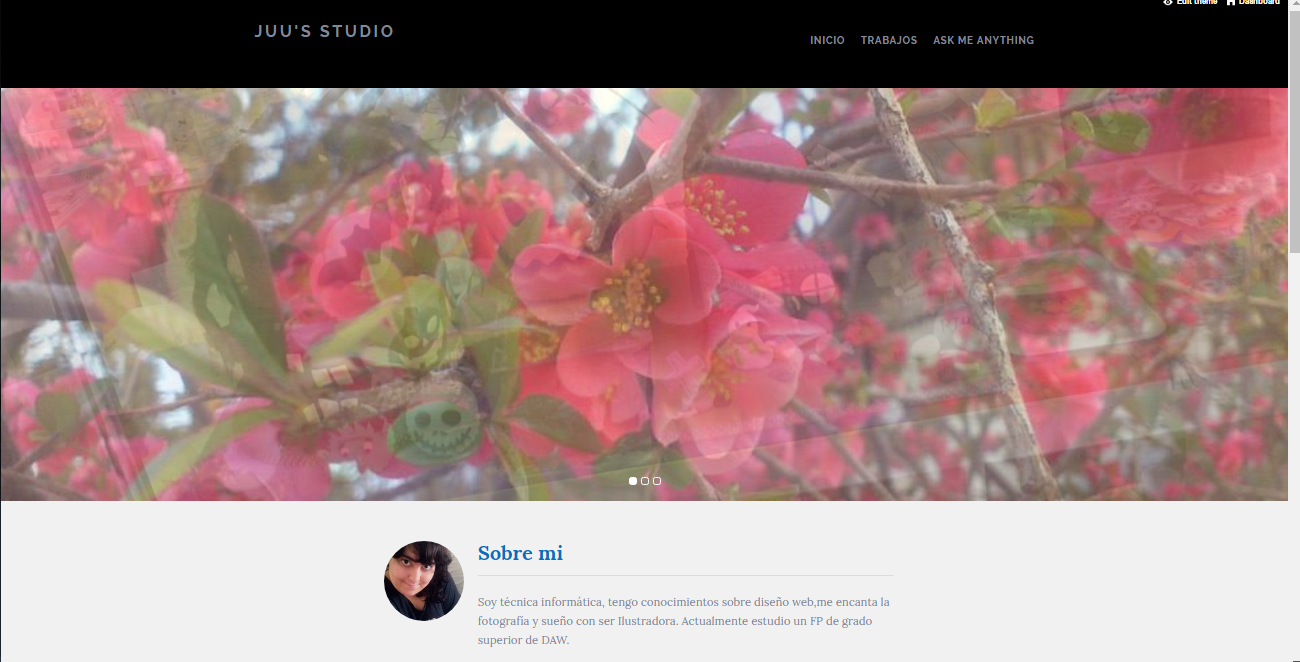 Edit theme Dashboard
JUU'S STUDIO
INICIO TRABAJOS ASK ME ANYTHING
Sobre mi
Soy técnica informática, tengo conocimientos sobre diseño web,me encanta la
fotografía y sueño con ser Ilustradora. Actualmente estudio un FP de grado
superior de DAW.